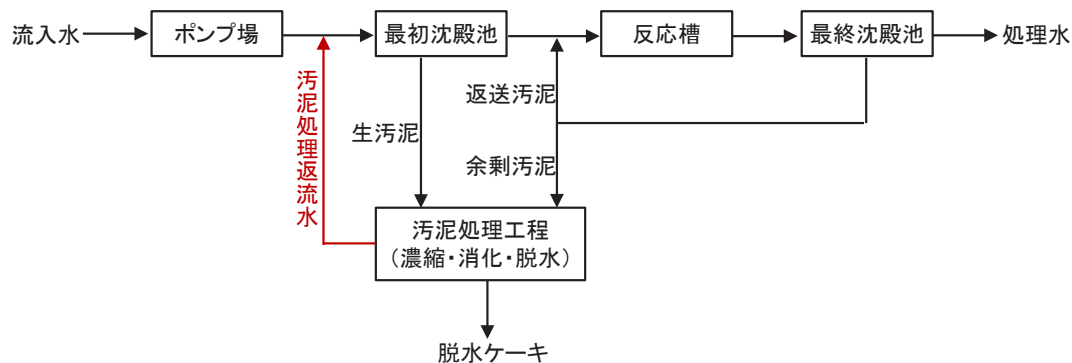 流入水
ポンプ場
最初沈殿池
反応槽
最終沈殿池
処理水
汚泥処理返流水
生汚泥
返送汚泥
余剰汚泥
汚泥処理工程
(濃縮・消化・脱水)
脱水ケーキ